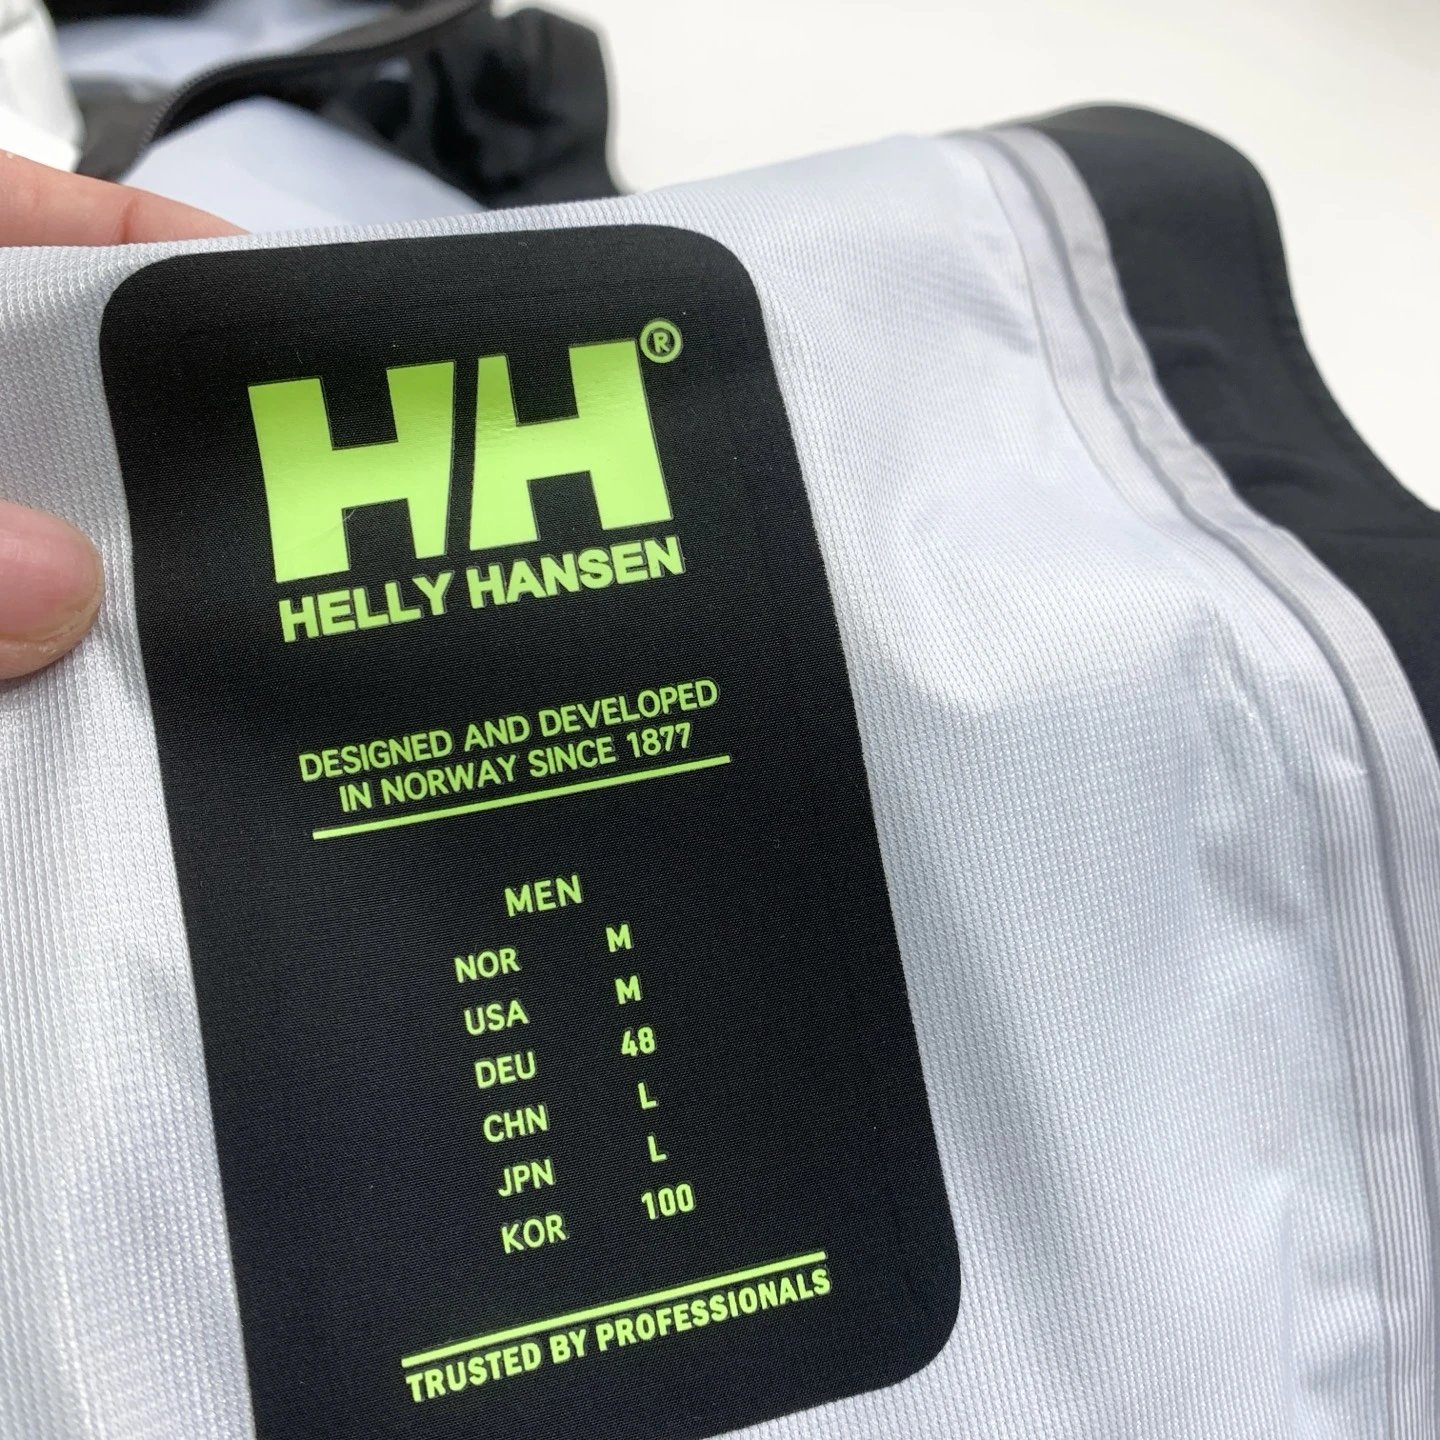 HH®
HELLY HANSEN
DESIGNED AND DEVELOPED
IN NORWAY SINCE 1877
MEN
NOR M
USA M
DEU 48
CHN L
JPN L
KOR 100
TRUSTED BY PROFESSIONALS